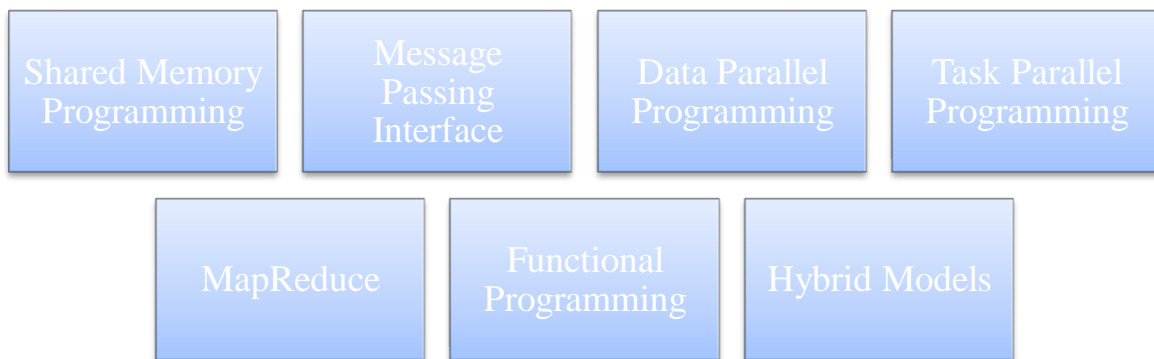 Shared Memory
Programming
Message
Passing
Interface
Data Parallel
Programming
Task Parallel
Programming
MapReduce
Functional
Programming
Hybrid Models